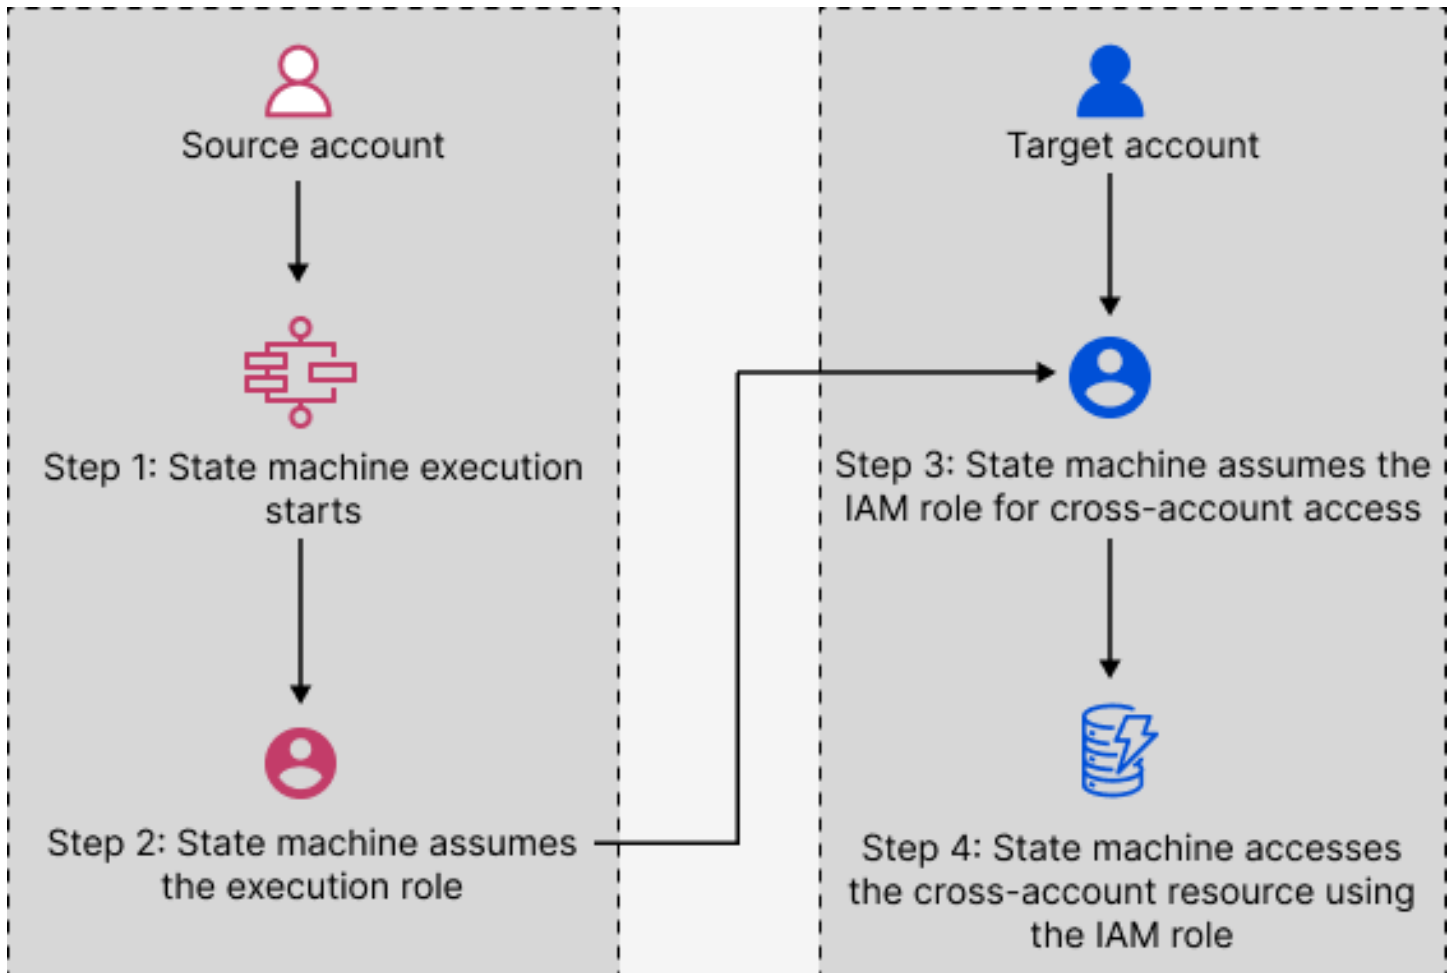 Source account
Step 1: State machine execution
starts
Step 2: State machine assumes
the execution role
Target account
Step 3: State machine assumes the
IAM role for cross-account access
Step 4: State machine accesses
the cross-account resource using
the IAM role